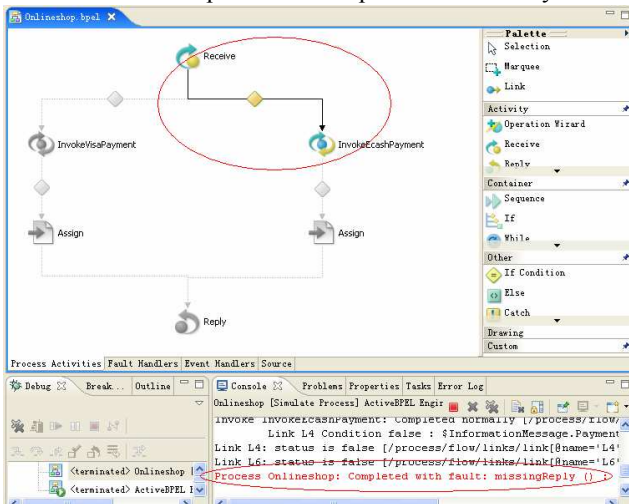 Onlineshop.bpel
Palette
Selection
Marquee
Link
Activity
Operation Wizard
Receive
Reply
Container
Sequence
If
While
Other
If Condition
Else
Catch
Drawing
Custom
Receive
InvokeVisaPayment
InvokeEcashPayment
Assign
Assign
Reply
Process Activities Fault Handlers Event Handlers Source
Debug Break... Outline
Console Problems Properties Tasks Error Log
Onlineshop [Simulate Process] ActiveBPEL Engir
Invoke InvokeEcashPayment: Completed normally [/process/flow/
Link L4 Condition false : $InformationMessage.Payment
Link L4: status is false [/process/flow/links/link[@name='L4'
Link L6: status is false [/process/flow/links/link[@name='L6'
Process Onlineshop: Completed with fault: missingReply ()
<terminated> Onlineshop [
<terminated> ActiveBPEL E